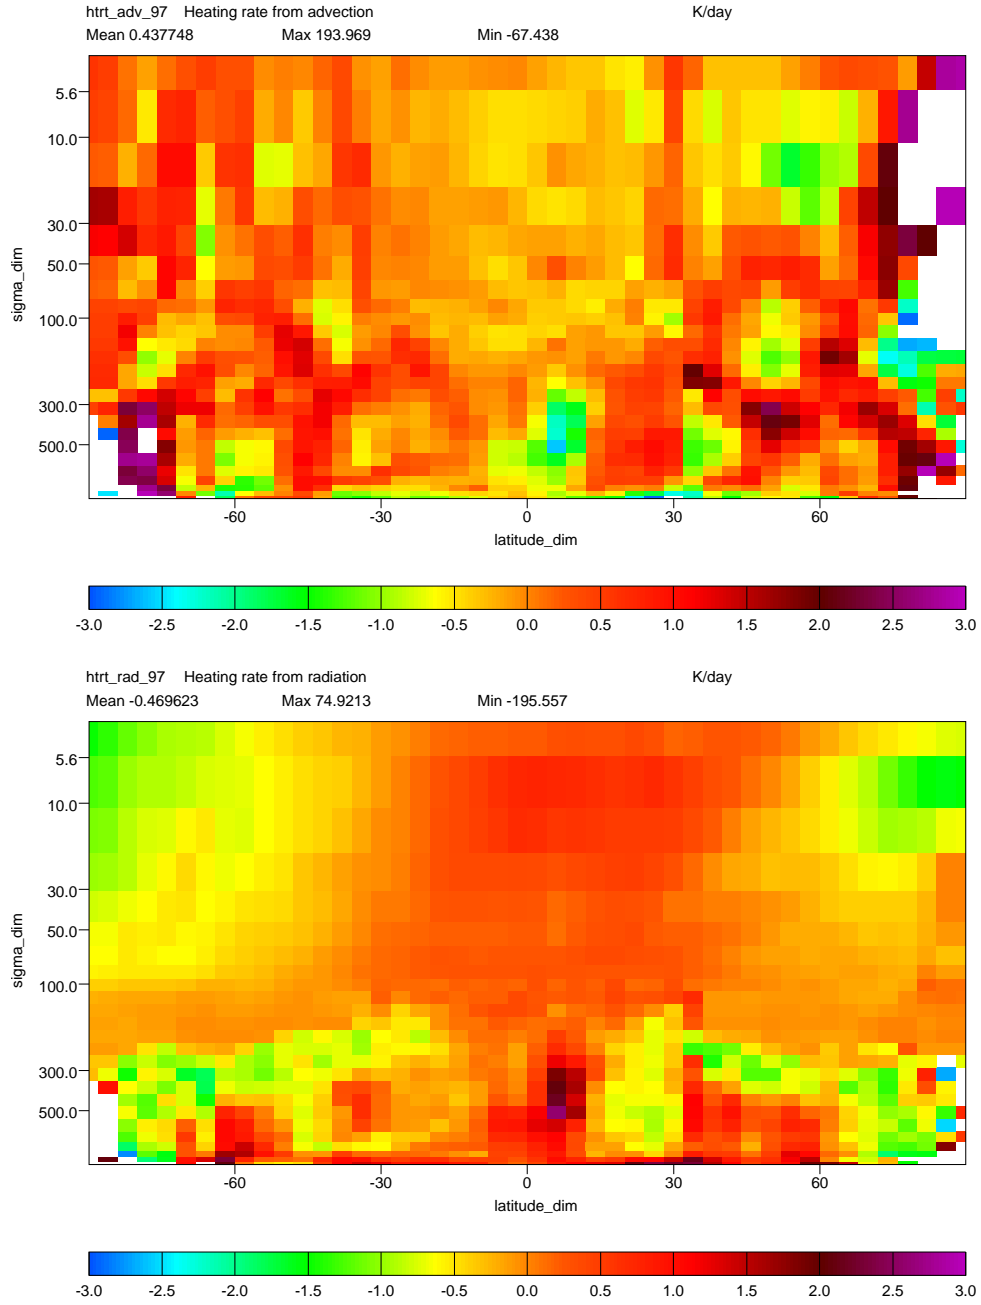 htrt_adv_97 Heating rate from advection K/day
Mean 0.437748 Max 193.969 Min -67.438
5.6
10.0
30.0
50.0
100.0
300.0
500.0
sigma_dim
-60 -30 0 30 60
latitude_dim
-3.0 -2.5 -2.0 -1.5 -1.0 -0.5 0.0 0.5 1.0 1.5 2.0 2.5 3.0
htrt_rad_97 Heating rate from radiation K/day
Mean -0.469623 Max 74.9213 Min -195.557
5.6
10.0
30.0
50.0
100.0
300.0
500.0
sigma_dim
-60 -30 0 30 60
latitude_dim
-3.0 -2.5 -2.0 -1.5 -1.0 -0.5 0.0 0.5 1.0 1.5 2.0 2.5 3.0